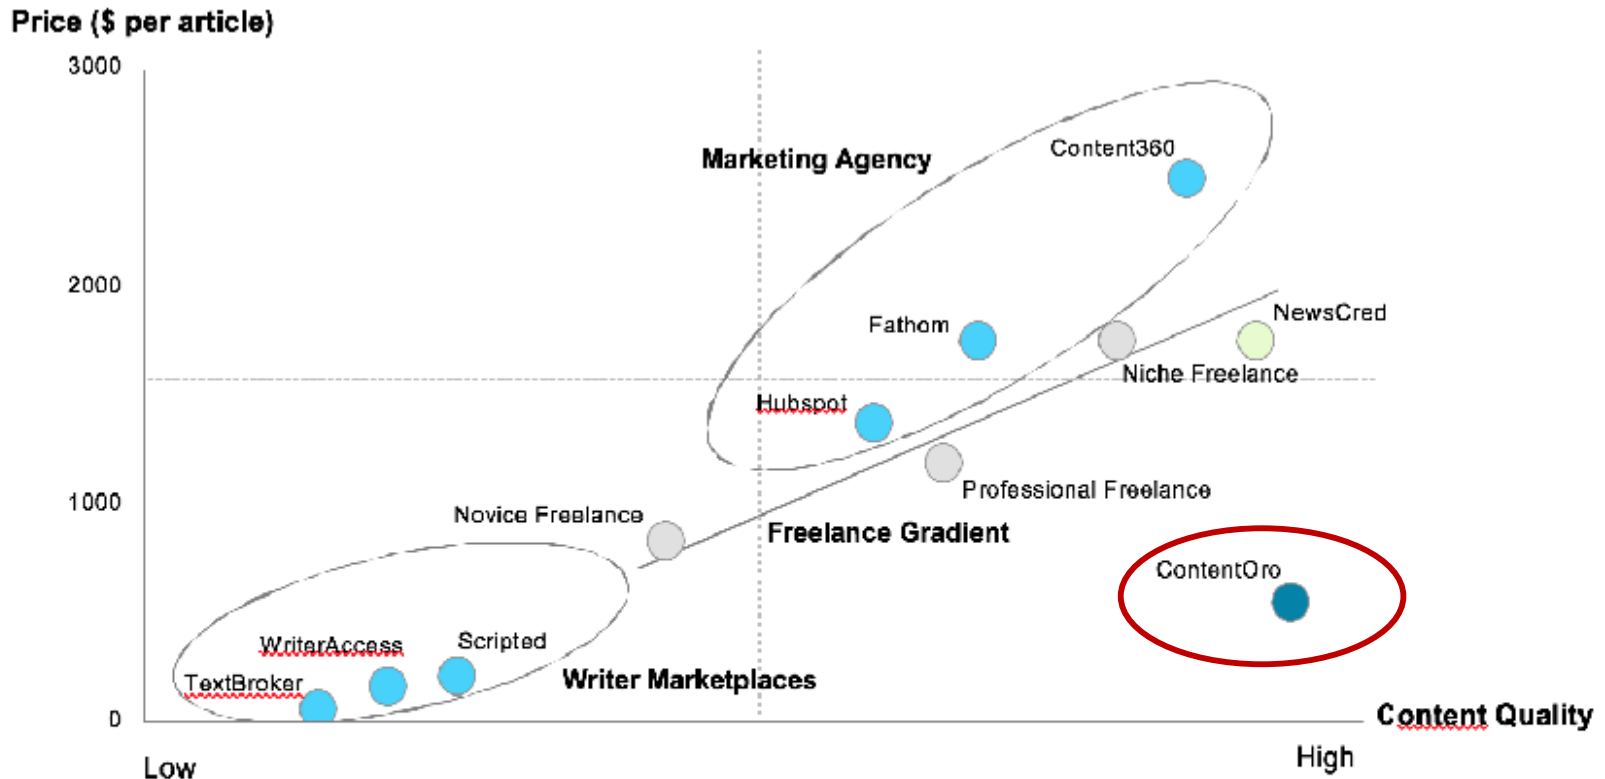 Price ($ per article)
3000
Marketing Agency
Content360
2000
Fathom
NewsCred
Niche Freelance
Hubspot
1000
Novice Freelance
Professional Freelance
Freelance Gradient
ContentOro
WriterAccess
Scripted
TextBroker
Writer Marketplaces
0
Content Quality
Low
High